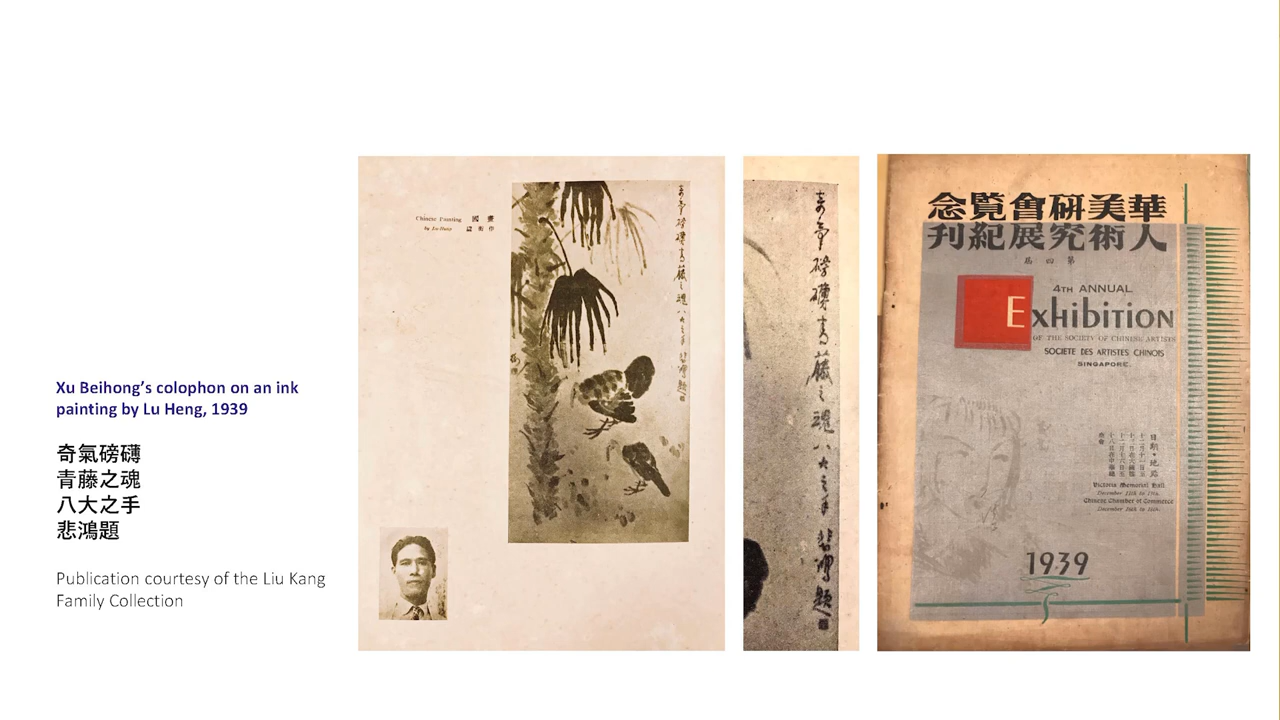 Xu Beihong’s colophon on an ink
painting by Lu Heng, 1939
奇氣磅礴
青藤之魂
八大之手
悲鴻題
Publication courtesy of the Liu Kang
Family Collection
Chinese Painting 國畫
奇氣磅礴青藤之魂八大之手 悲鴻題
奇氣磅礴青藤之魂八大之手 悲鴻題
念覽會研美華
刊紀展究術人
届四第
4TH ANNUAL
Exhibition
OF THE SOCIETY OF CHINESE ARTISTS
SOCIETE DES ARTISTES CHINOIS
SINGAPORE.
Victoria Memorial Hall
Chinese Chamber of Commerce
1939